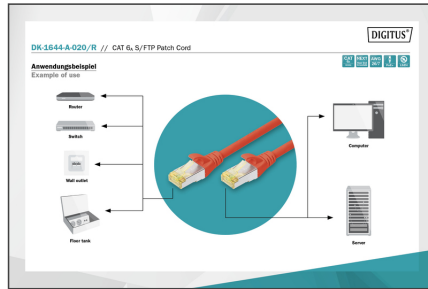 DIGITUS®
DK-1644-A-020/R // CAT 6A S/FTP Patch Cord
Anwendungsbeispiel
Example of use
Router
Switch
Wall outlet
Floor tank
Computer
Server